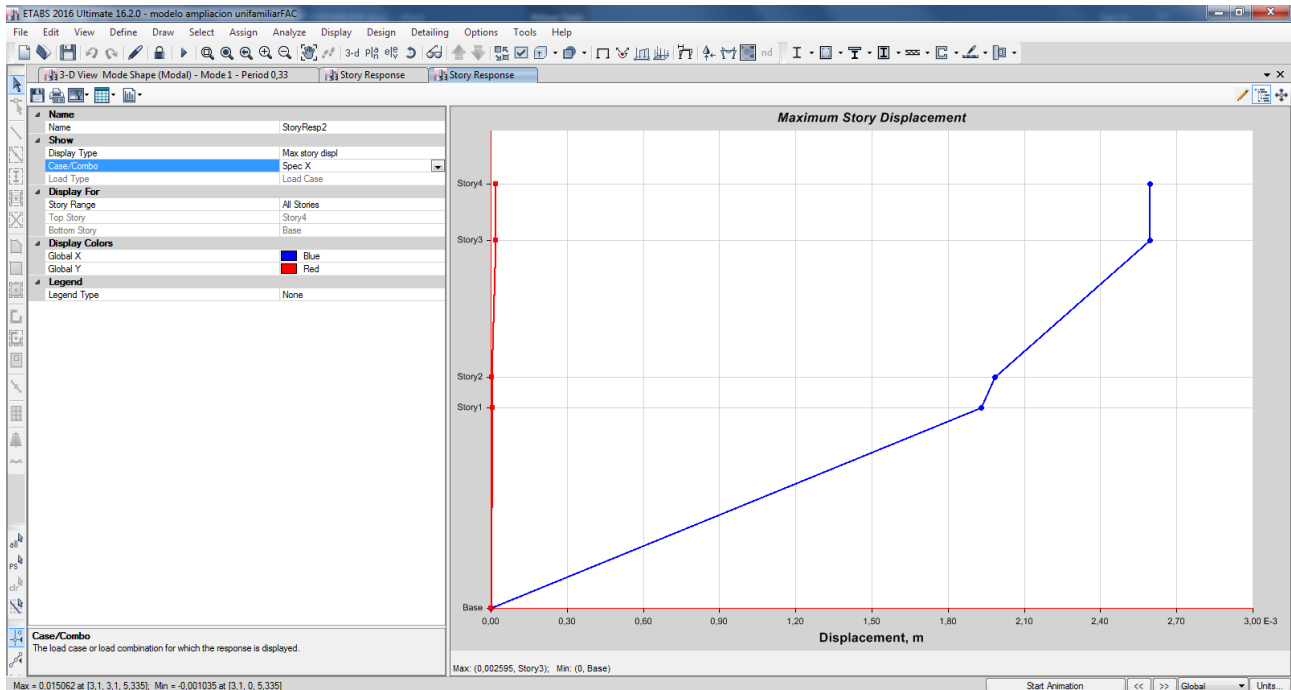 ETABS 2016 Ultimate 16.2.0 - modelo ampliacion unifamiliarFAC
File Edit View Define Draw Select Assign Analyze Display Design Detailing Options Tools Help
3-d nd
3-D View Mode Shape (Modal) - Mode 1 - Period 0,33 Story Response Story Response
Name
Name StoryResp2
Show
Display Type Max story displ
Case/Combo Spec X
Load Type Load Case
Display For
Story Range All Stories
Top Story Story4
Bottom Story Base
Display Colors
Global X Blue
Global Y Red
Legend
Legend Type None
all
PS
clr
Case/Combo
The load case or load combination for which the response is displayed.
Maximum Story Displacement
Story4
Story3
Story2
Story1
Base
0,00 0,30 0,60 0,90 1,20 1,50 1,80 2,10 2,40 2,70 3,00 E-3
Displacement, m
Max: (0,002595, Story3); Min: (0, Base)
Max = 0,015062 at [3,1, 3,1, 5,335]; Min = -0,001035 at [3,1, 0, 5,335] Start Animation << >> Global Units...